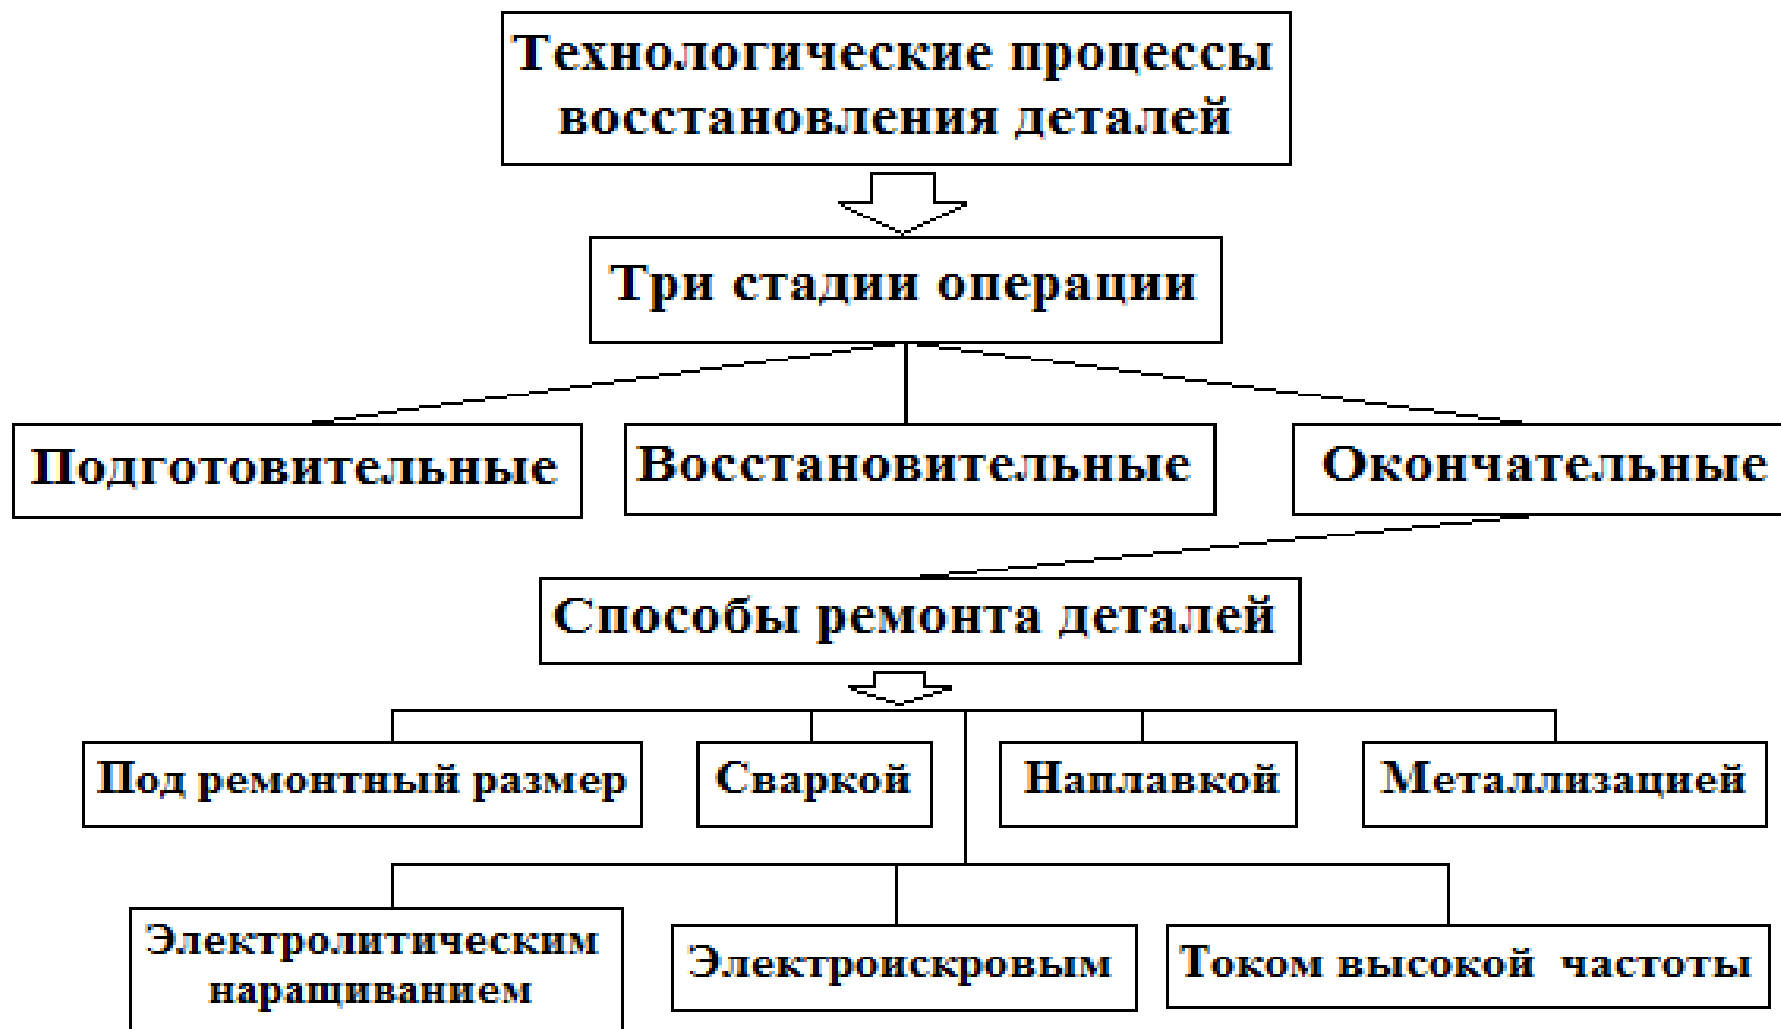 Технологические процессы
восстановления деталей
Три стадии операции
Подготовительные
Восстановительные
Окончательные
Способы ремонта деталей
Под ремонтный размер
Сваркой
Наплавкой
Металлизацией
Электролитическим
наращиванием
Электроискровым
Током высокой частоты